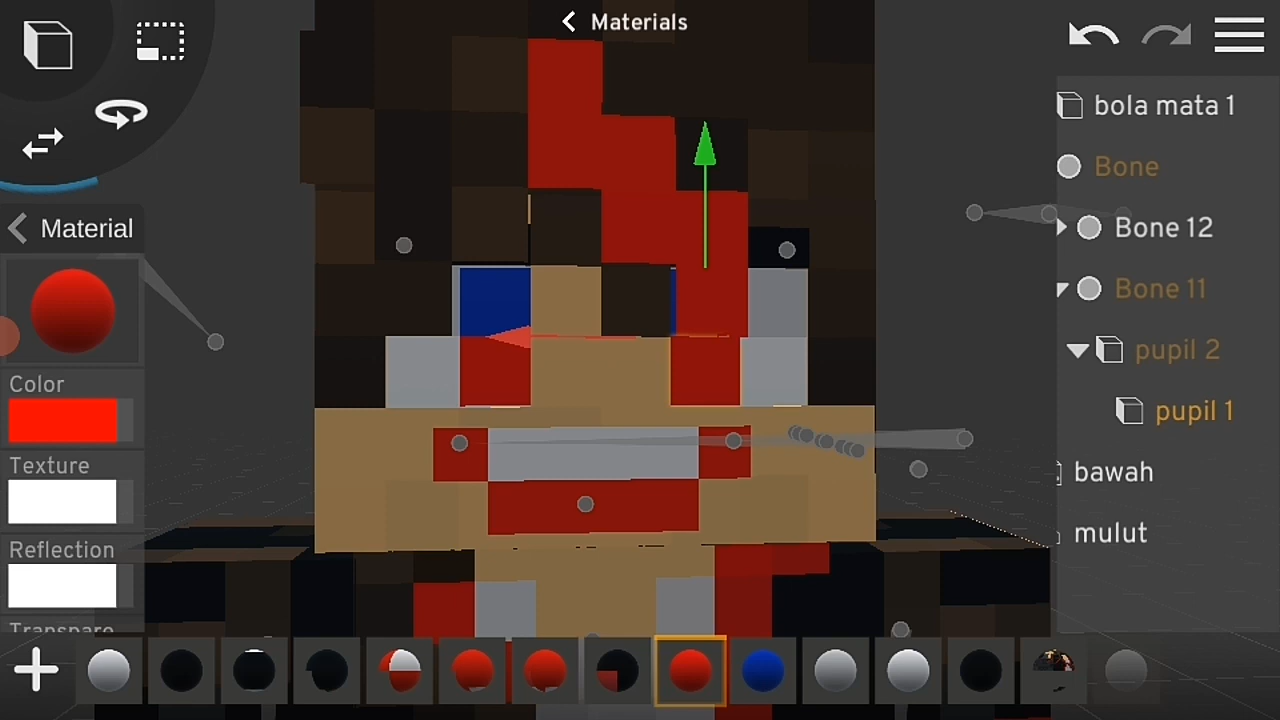 Materials
Material
Color
Texture
Reflection
bola mata 1
Bone
Bone 12
Bone 11
pupil 2
pupil 1
bawah
mulut